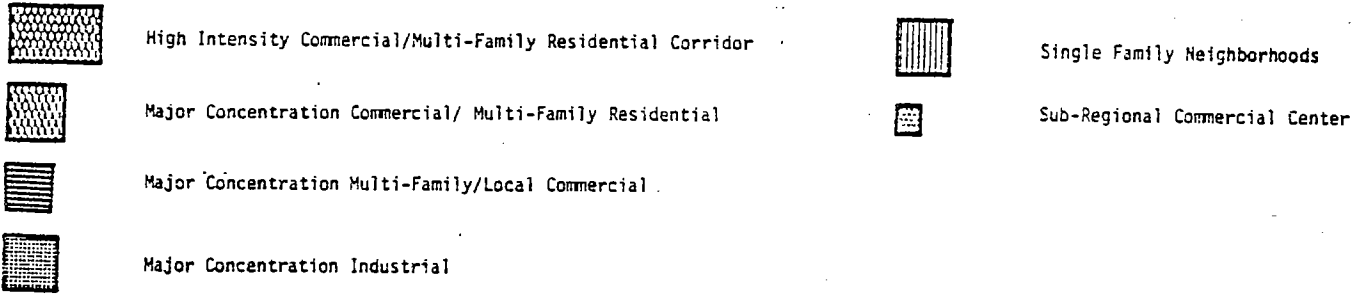 High Intensity Commercial/Multi-Family Residential Corridor
Major Concentration Commercial/ Multi-Family Residential
Major Concentration Multi-Family/Local Commercial
Major Concentration Industrial
Single Family Neighborhoods
Sub-Regional Commercial Center